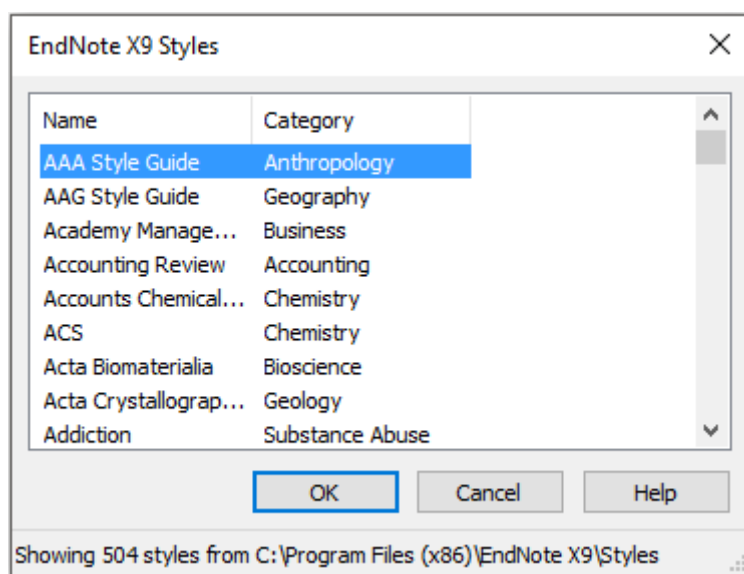 EndNote X9 Styles
Name Category
AAA Style Guide Anthropology
AAG Style Guide Geography
Academy Manage... Business
Accounting Review Accounting
Accounts Chemical... Chemistry
ACS Chemistry
Acta Biomaterialia Bioscience
Acta Crystallograp... Geology
Addiction Substance Abuse
OK Cancel Help
Showing 504 styles from C:\Program Files (x86)\EndNote X9\Styles